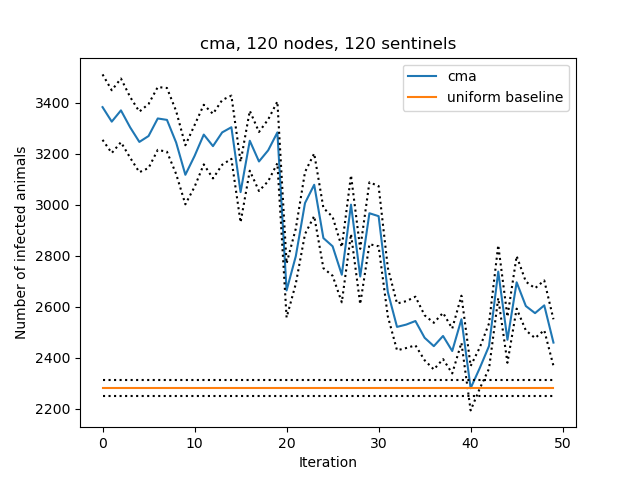 cma, 120 nodes, 120 sentinels
cma
uniform baseline
Number of infected animals
3400
3200
3000
2800
2600
2400
2200
0 10 20 30 40 50
Iteration